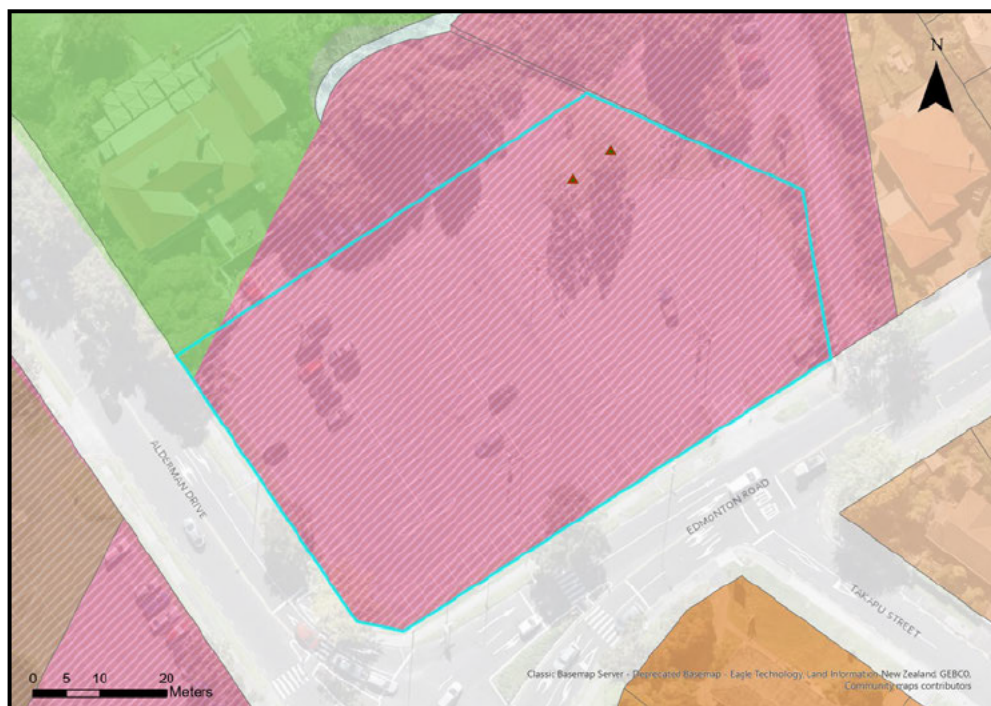 N
ALDERMAN DRIVE
EDMONTON ROAD
TAKAPU STREET
0 5 10 20
Meters
Classic Basemap Server - Deprecated Basemap - Eagle Technology, Land Information New Zealand, GEBCO,
Community maps contributors